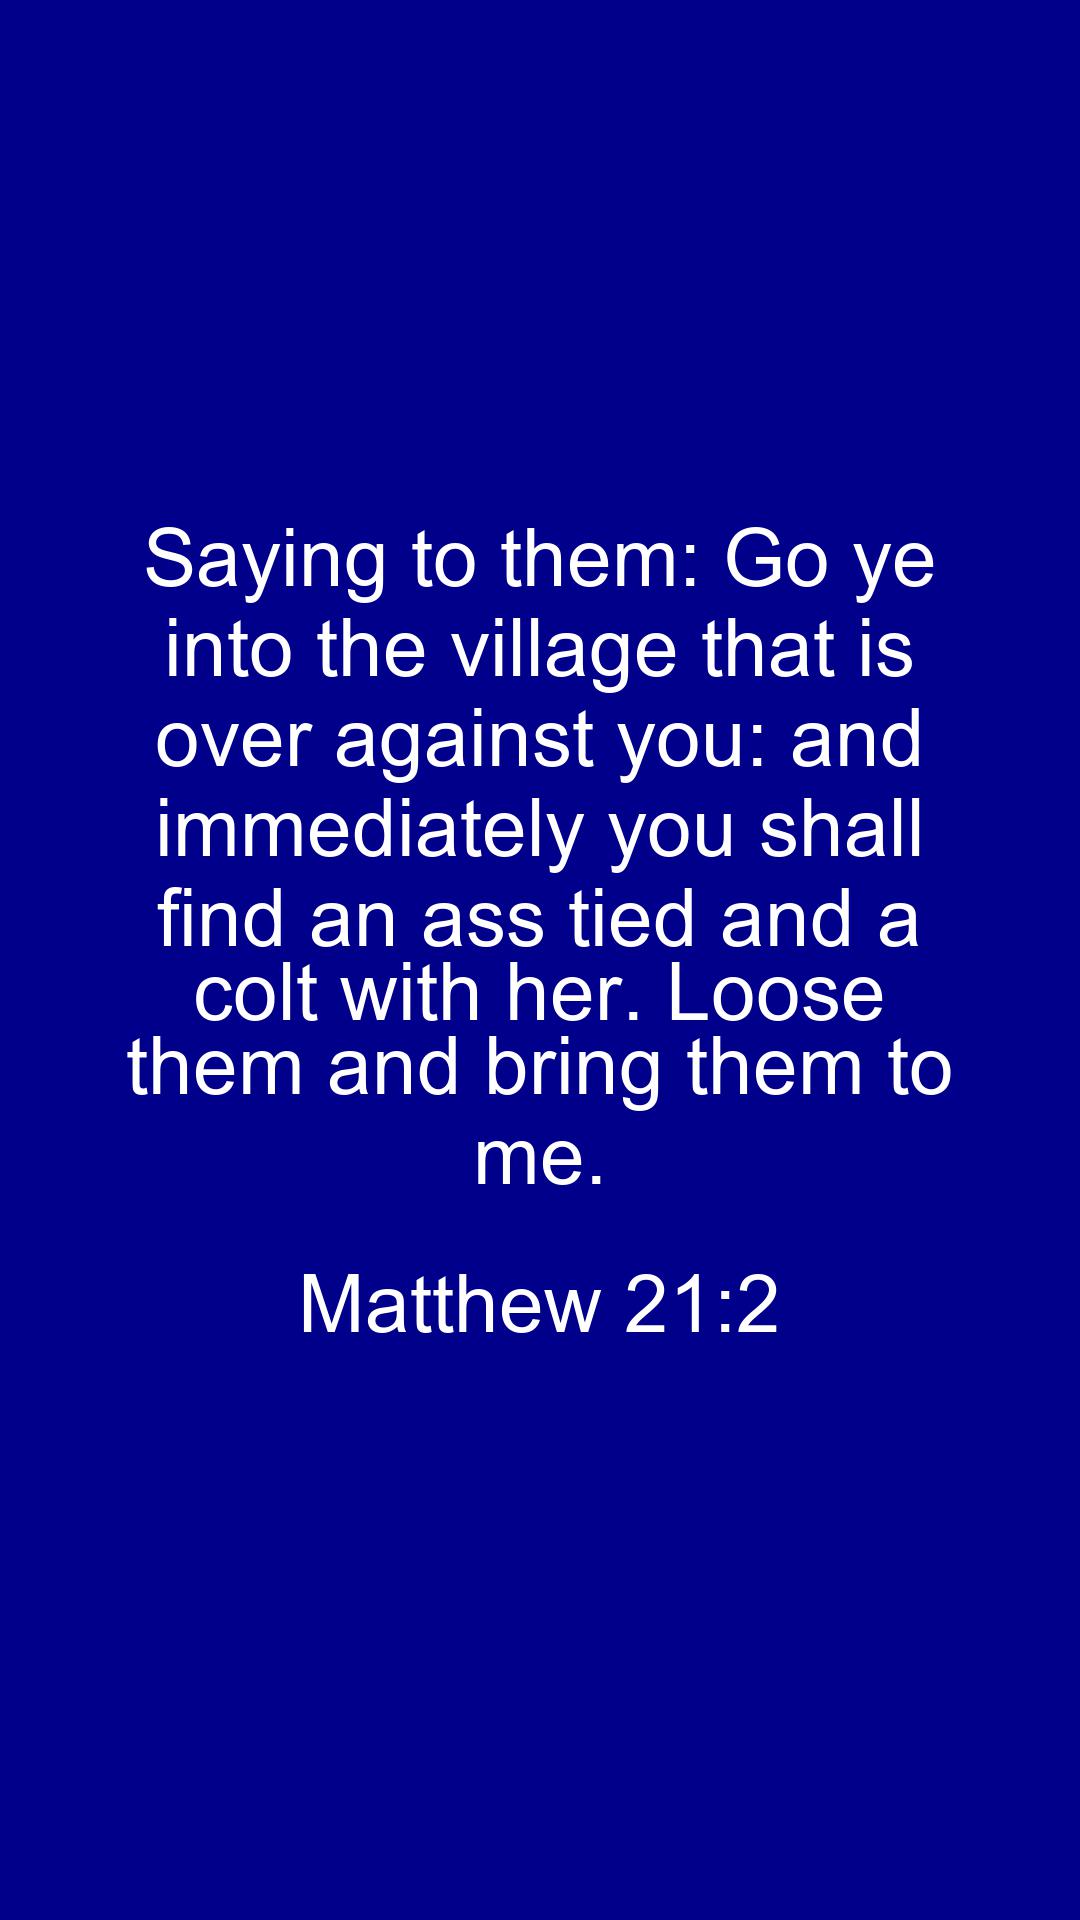 Saying to them: Go ye
into the village that is
over against you: and
immediately you shall
find an ass tied and a
colt with her. Loose
them and bring them to
me.
Matthew 21:2